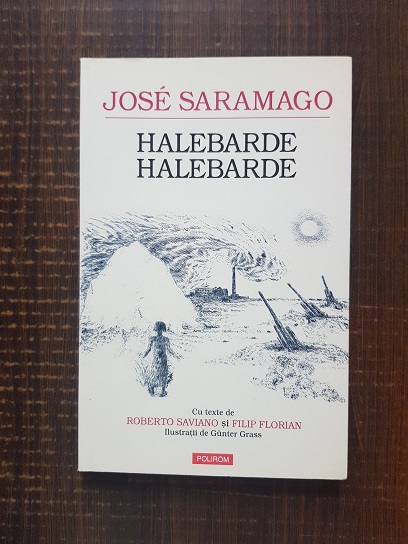 JOSÉ SARAMAGO
HALEBARDE
HALEBARDE
Cu texte de
ROBERTO SAVIANO și FILIP FLORIAN
Ilustrații de Günter Grass
POLIROM